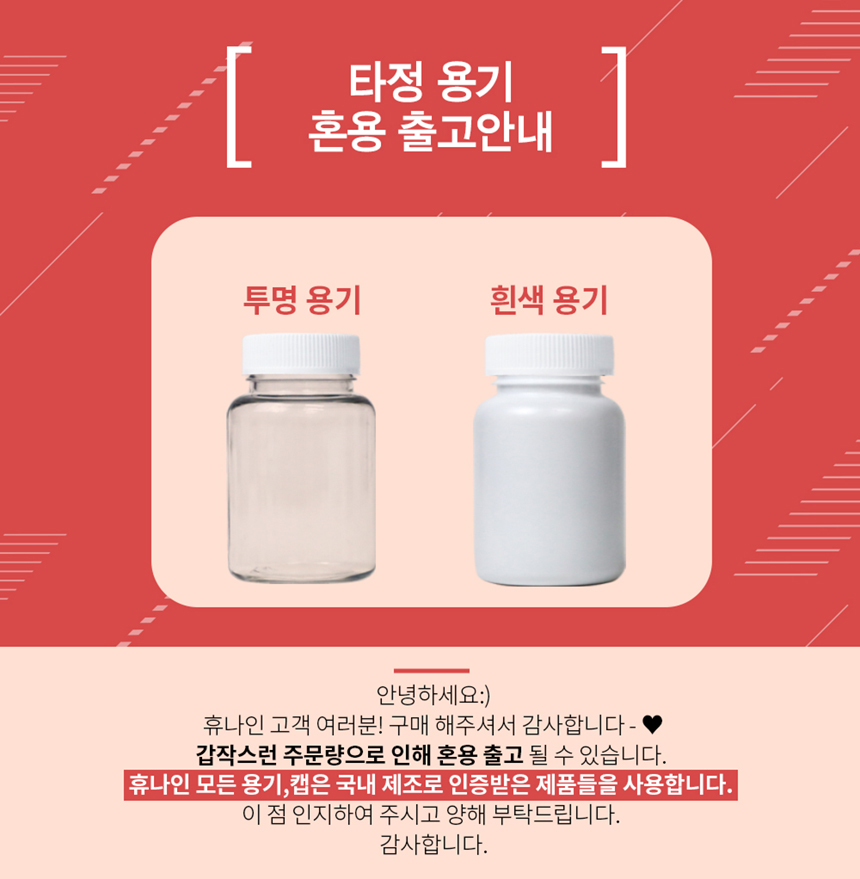 타정 용기
혼용 출고안내
투명 용기
흰색 용기
안녕하세요:)
휴나인 고객 여러분! 구매 해주셔서 감사합니다 - ♥
갑작스런 주문량으로 인해 혼용 출고 될 수 있습니다.
휴나인 모든 용기,캡은 국내 제조로 인증받은 제품들을 사용합니다.
이 점 인지하여 주시고 양해 부탁드립니다.
감사합니다.